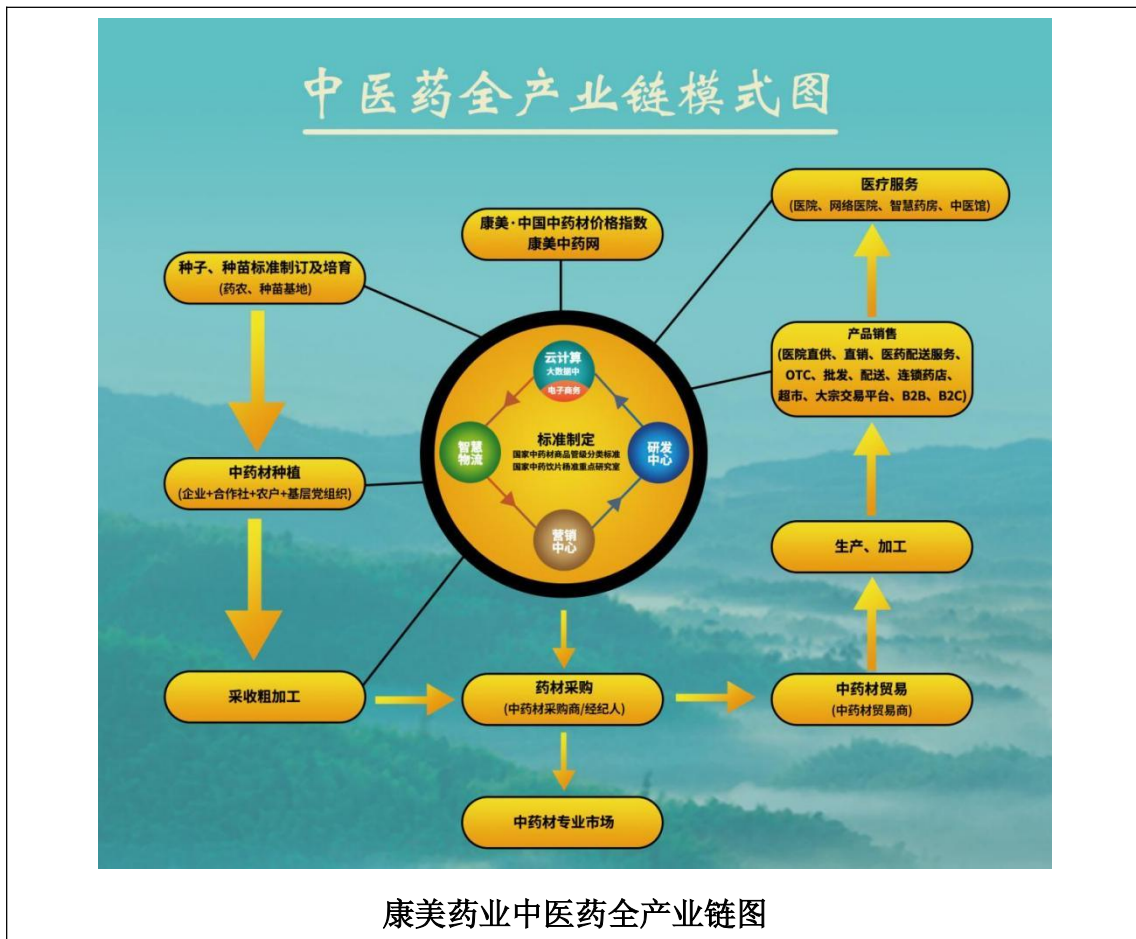 中医药全产业链模式图
医疗服务
(医院、网络医院、智慧药房、中医馆)
康美·中国中药材价格指数
康美中药网
种子、种苗标准制订及培育
(药农、种苗基地)
产品销售
(医院直供、直销、医药配送服务、
OTC、批发、配送、连锁药店、
超市、大宗交易平台、B2B、B2C)
云计算
大数据中
电子商务
智慧
物流
标准制定
国家中药材商品管级分类标准
国家中药饮片杨准重点研究室
研发
中心
营销
中心
中药材种植
(企业+合作社+农户+基层党组织)
生产、加工
采收粗加工
药材采购
(中药材采购商/经纪人)
中药材贸易
(中药材贸易商)
中药材专业市场
康美药业中医药全产业链图